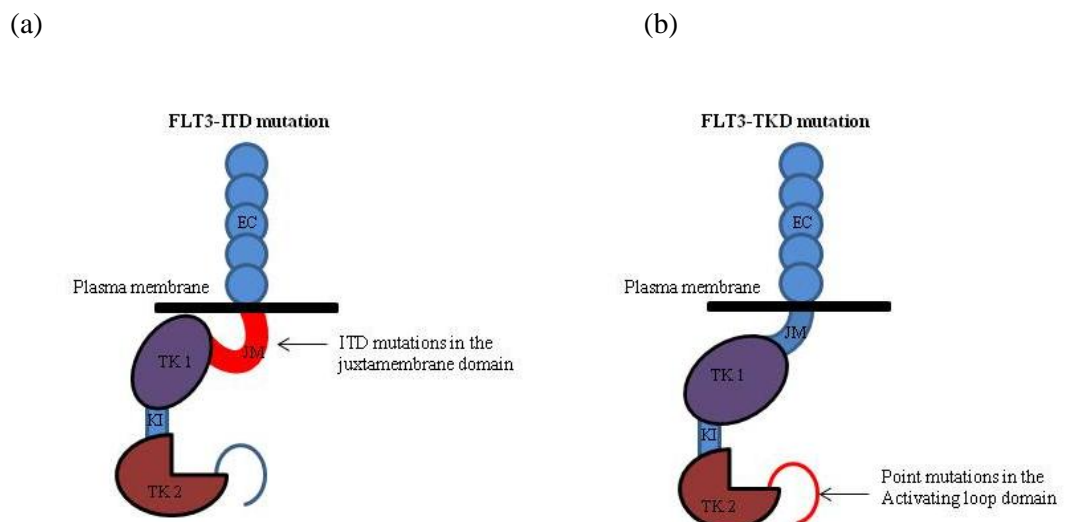 (a)
FLT3-ITD mutation
EC
Plasma membrane
JM
ITD mutations in the
juxtamembrane domain
TK 1
KI
TK 2
(b)
FLT3-TKD mutation
EC
Plasma membrane
JM
TK 1
KI
TK 2
Point mutations in the
Activating loop domain